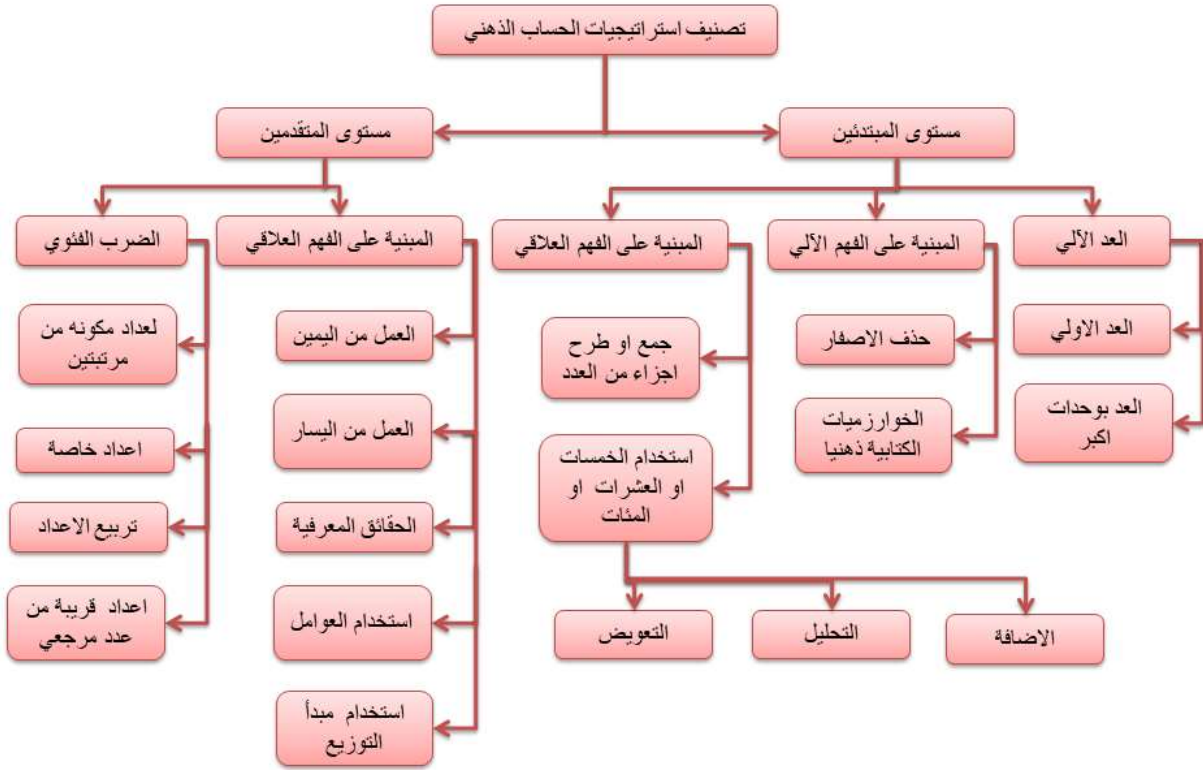 تصنيف استراتيجيات الحساب الذهني
مستوى المبتدئين
مستوى المتقدمين
العد الآلي
المبنية على الفهم الآلي
المبنية على الفهم العلاقي
المبنية على الفهم العلاقي
الضرب الفئوي
العد الاولي
العد بوحدات
اكبر
حذف الاصفار
الخوارزميات
الكتابية ذهنيا
جمع او طرح
اجزاء من العدد
استخدام الخمسات
او العشرات او
المئات
الاضافة
التحليل
التعويض
العمل من اليمين
العمل من اليسار
الحقائق المعرفية
استخدام العوامل
استخدام مبدأ
التوزيع
لعداد مكونه من
مرتبتين
اعداد خاصة
تربيع الاعداد
اعداد قريبة من
عدد مرجعي